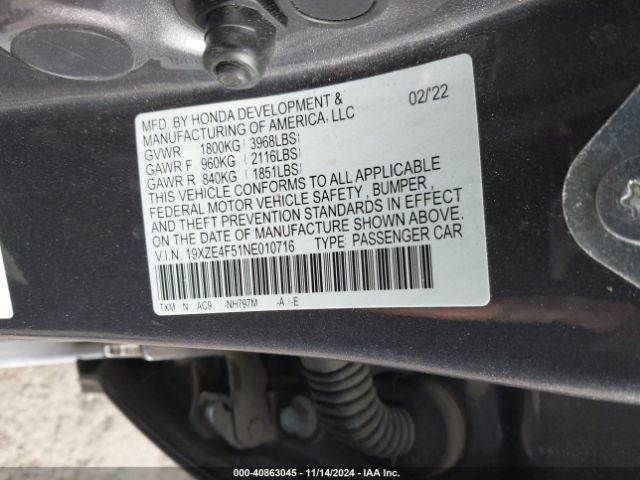 MFD. BY HONDA DEVELOPMENT & 02/'22
MANUFACTURING OF AMERICA, LLC
GVWR 1800KG( 3968LBS)
GAWR F 960KG( 2116LBS)
GAWR R 840KG( 1851LBS)
THIS VEHICLE CONFORMS TO ALL APPLICABLE
FEDERAL MOTOR VEHICLE SAFETY , BUMPER ,
AND THEFT PREVENTION STANDARDS IN EFFECT
ON THE DATE OF MANUFACTURE SHOWN ABOVE.
V.I.N. 19XZE4F51NE010716 TYPE: PASSENGER CAR
TXM N AC9 -NH797M -A -E
000-40863045 | 11/14/2024 | IAA Inc.